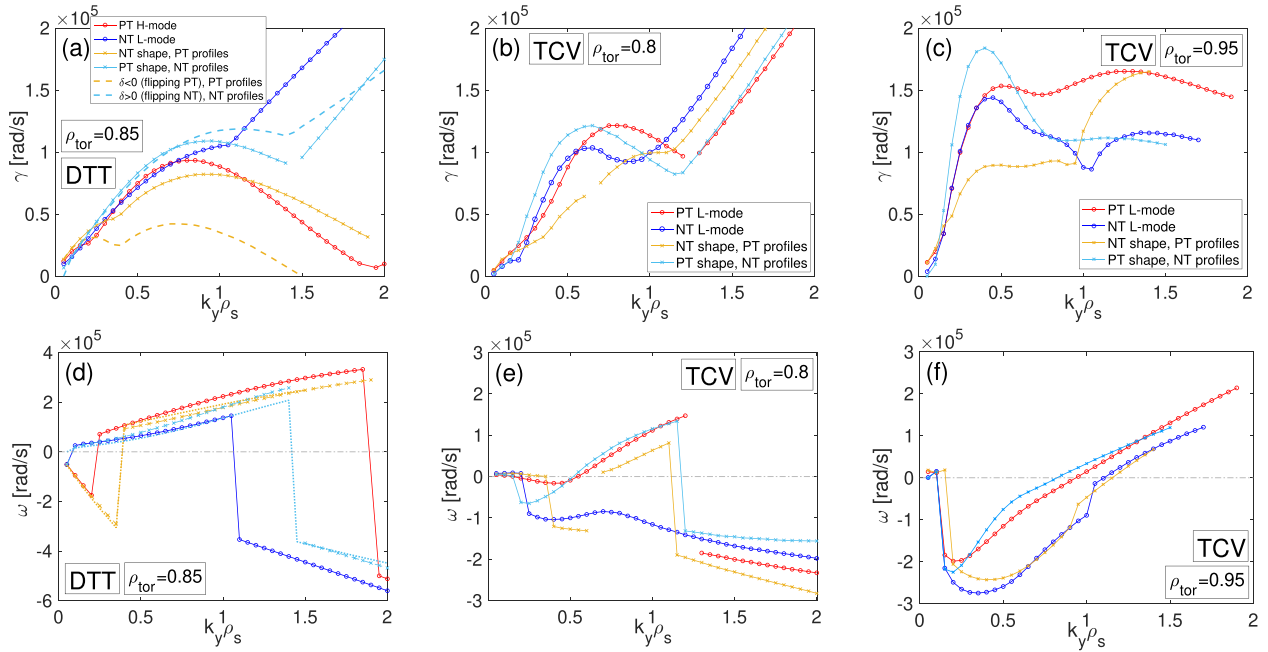 ×10⁵
(a)
PT H-mode
NT L-mode
NT shape, PT profiles
PT shape, NT profiles
δ<0 (flipping PT), PT profiles
δ>0 (flipping NT), NT profiles
ρtor=0.85
DTT
γ [rad/s]
2
1.5
1
0.5
0
0 0.5 1 1.5 2
kyρs
×10⁵
(b)
TCV
ρtor=0.8
PT L-mode
NT L-mode
NT shape, PT profiles
PT shape, NT profiles
γ [rad/s]
2
1.5
1
0.5
0
0 0.5 1 1.5 2
kyρs
×10⁵
(c)
TCV
ρtor=0.95
PT L-mode
NT L-mode
NT shape, PT profiles
PT shape, NT profiles
γ [rad/s]
2
1.5
1
0.5
0
0 0.5 1 1.5 2
kyρs
×10⁵
(d)
DTT
ρtor=0.85
ω [rad/s]
4
2
0
-2
-4
-6
0.5 1 1.5 2
kyρs
×10⁵
(e)
TCV
ρtor=0.8
ω [rad/s]
3
2
1
0
-1
-2
-3
0 0.5 1 1.5 2
kyρs
×10⁵
(f)
TCV
ρtor=0.95
ω [rad/s]
3
2
1
0
-1
-2
-3
0 0.5 1 1.5 2
kyρs